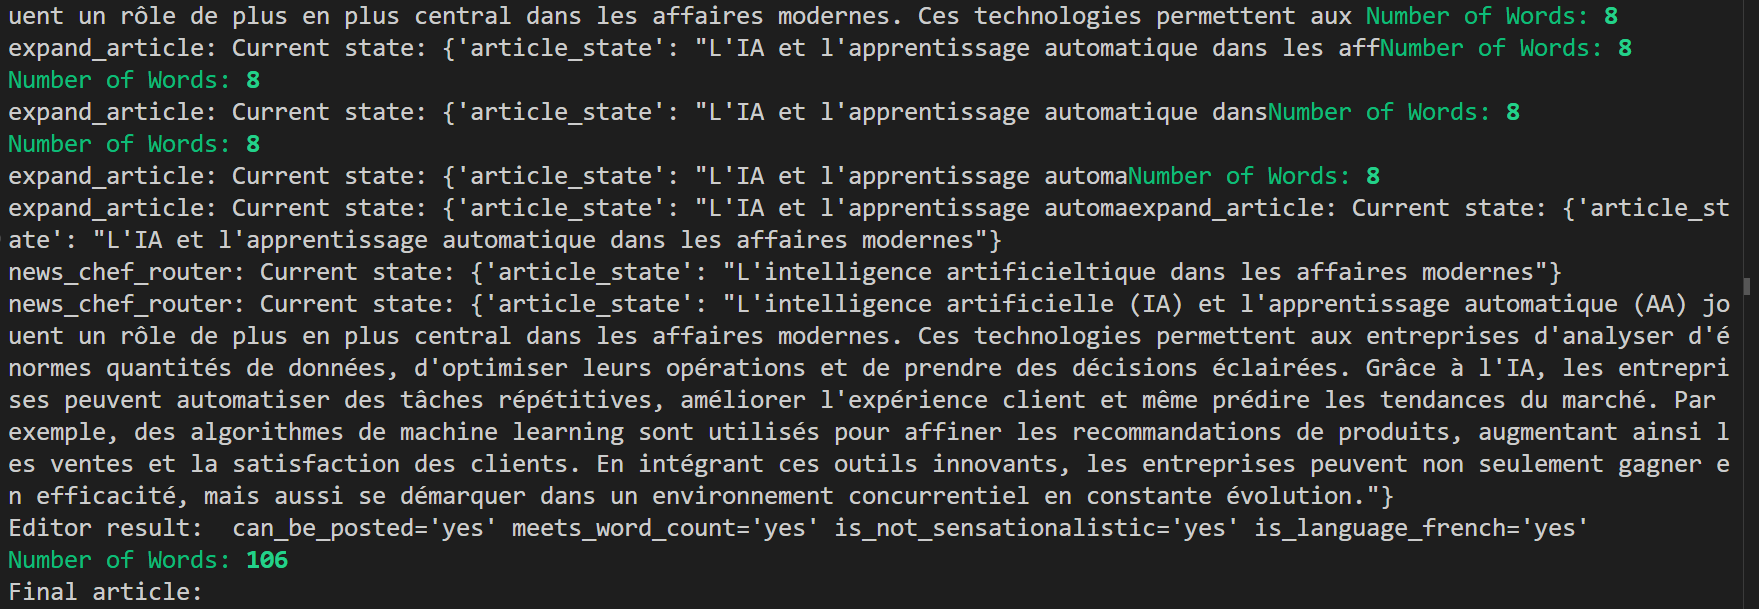 uent un rôle de plus en plus central dans les affaires modernes. Ces technologies permettent aux Number of Words: 8
expand_article: Current state: {'article_state': "L'IA et l'apprentissage automatique dans les affNumber of Words: 8
Number of Words: 8
expand_article: Current state: {'article_state': "L'IA et l'apprentissage automatique dansNumber of Words: 8
Number of Words: 8
expand_article: Current state: {'article_state': "L'IA et l'apprentissage automaNumber of Words: 8
expand_article: Current state: {'article_state': "L'IA et l'apprentissage automaexpand_article: Current state: {'article_st
ate': "L'IA et l'apprentissage automatique dans les affaires modernes"}
news_chef_router: Current state: {'article_state': "L'intelligence artificieltique dans les affaires modernes"}
news_chef_router: Current state: {'article_state': "L'intelligence artificielle (IA) et l'apprentissage automatique (AA) jo
uent un rôle de plus en plus central dans les affaires modernes. Ces technologies permettent aux entreprises d'analyser d'é
normes quantités de données, d'optimiser leurs opérations et de prendre des décisions éclairées. Grâce à l'IA, les entrepri
ses peuvent automatiser des tâches répétitives, améliorer l'expérience client et même prédire les tendances du marché. Par
exemple, des algorithmes de machine learning sont utilisés pour affiner les recommandations de produits, augmentant ainsi l
es ventes et la satisfaction des clients. En intégrant ces outils innovants, les entreprises peuvent non seulement gagner e
n efficacité, mais aussi se démarquer dans un environnement concurrentiel en constante évolution."}
Editor result:  can_be_posted='yes' meets_word_count='yes' is_not_sensationalistic='yes' is_language_french='yes'
Number of Words: 106
Final article: